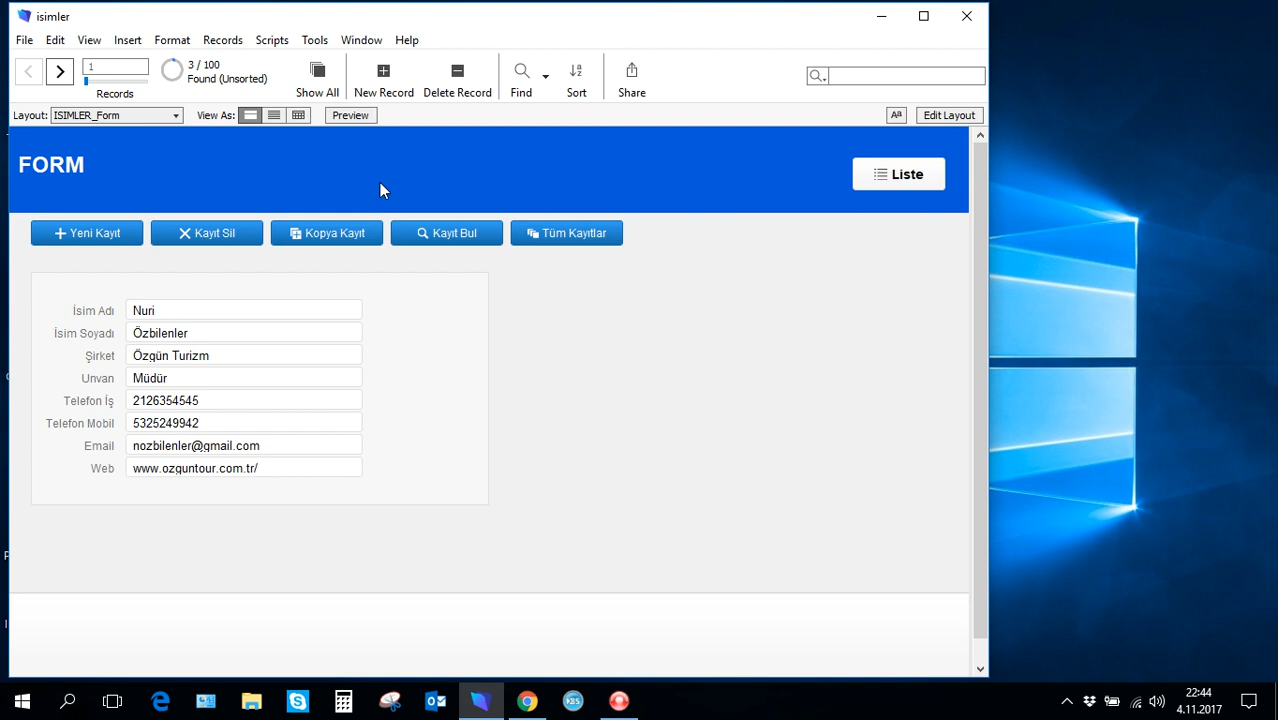 isimler
File Edit View Insert Format Records Scripts Tools Window Help
1
3 / 100
Found (Unsorted)
Records
Show All
New Record
Delete Record
Find
Sort
Share
Layout: ISIMLER_Form View As: Preview Aa Edit Layout
FORM
Liste
Yeni Kayıt Kayıt Sil Kopya Kayıt Kayıt Bul Tüm Kayıtlar
İsim Adı Nuri
İsim Soyadı Özbilenler
Şirket Özgün Turizm
Unvan Müdür
Telefon İş 2126354545
Telefon Mobil 5325249942
Email nozbilenler@gmail.com
Web www.ozguntour.com.tr/
KBS
22:44
4.11.2017